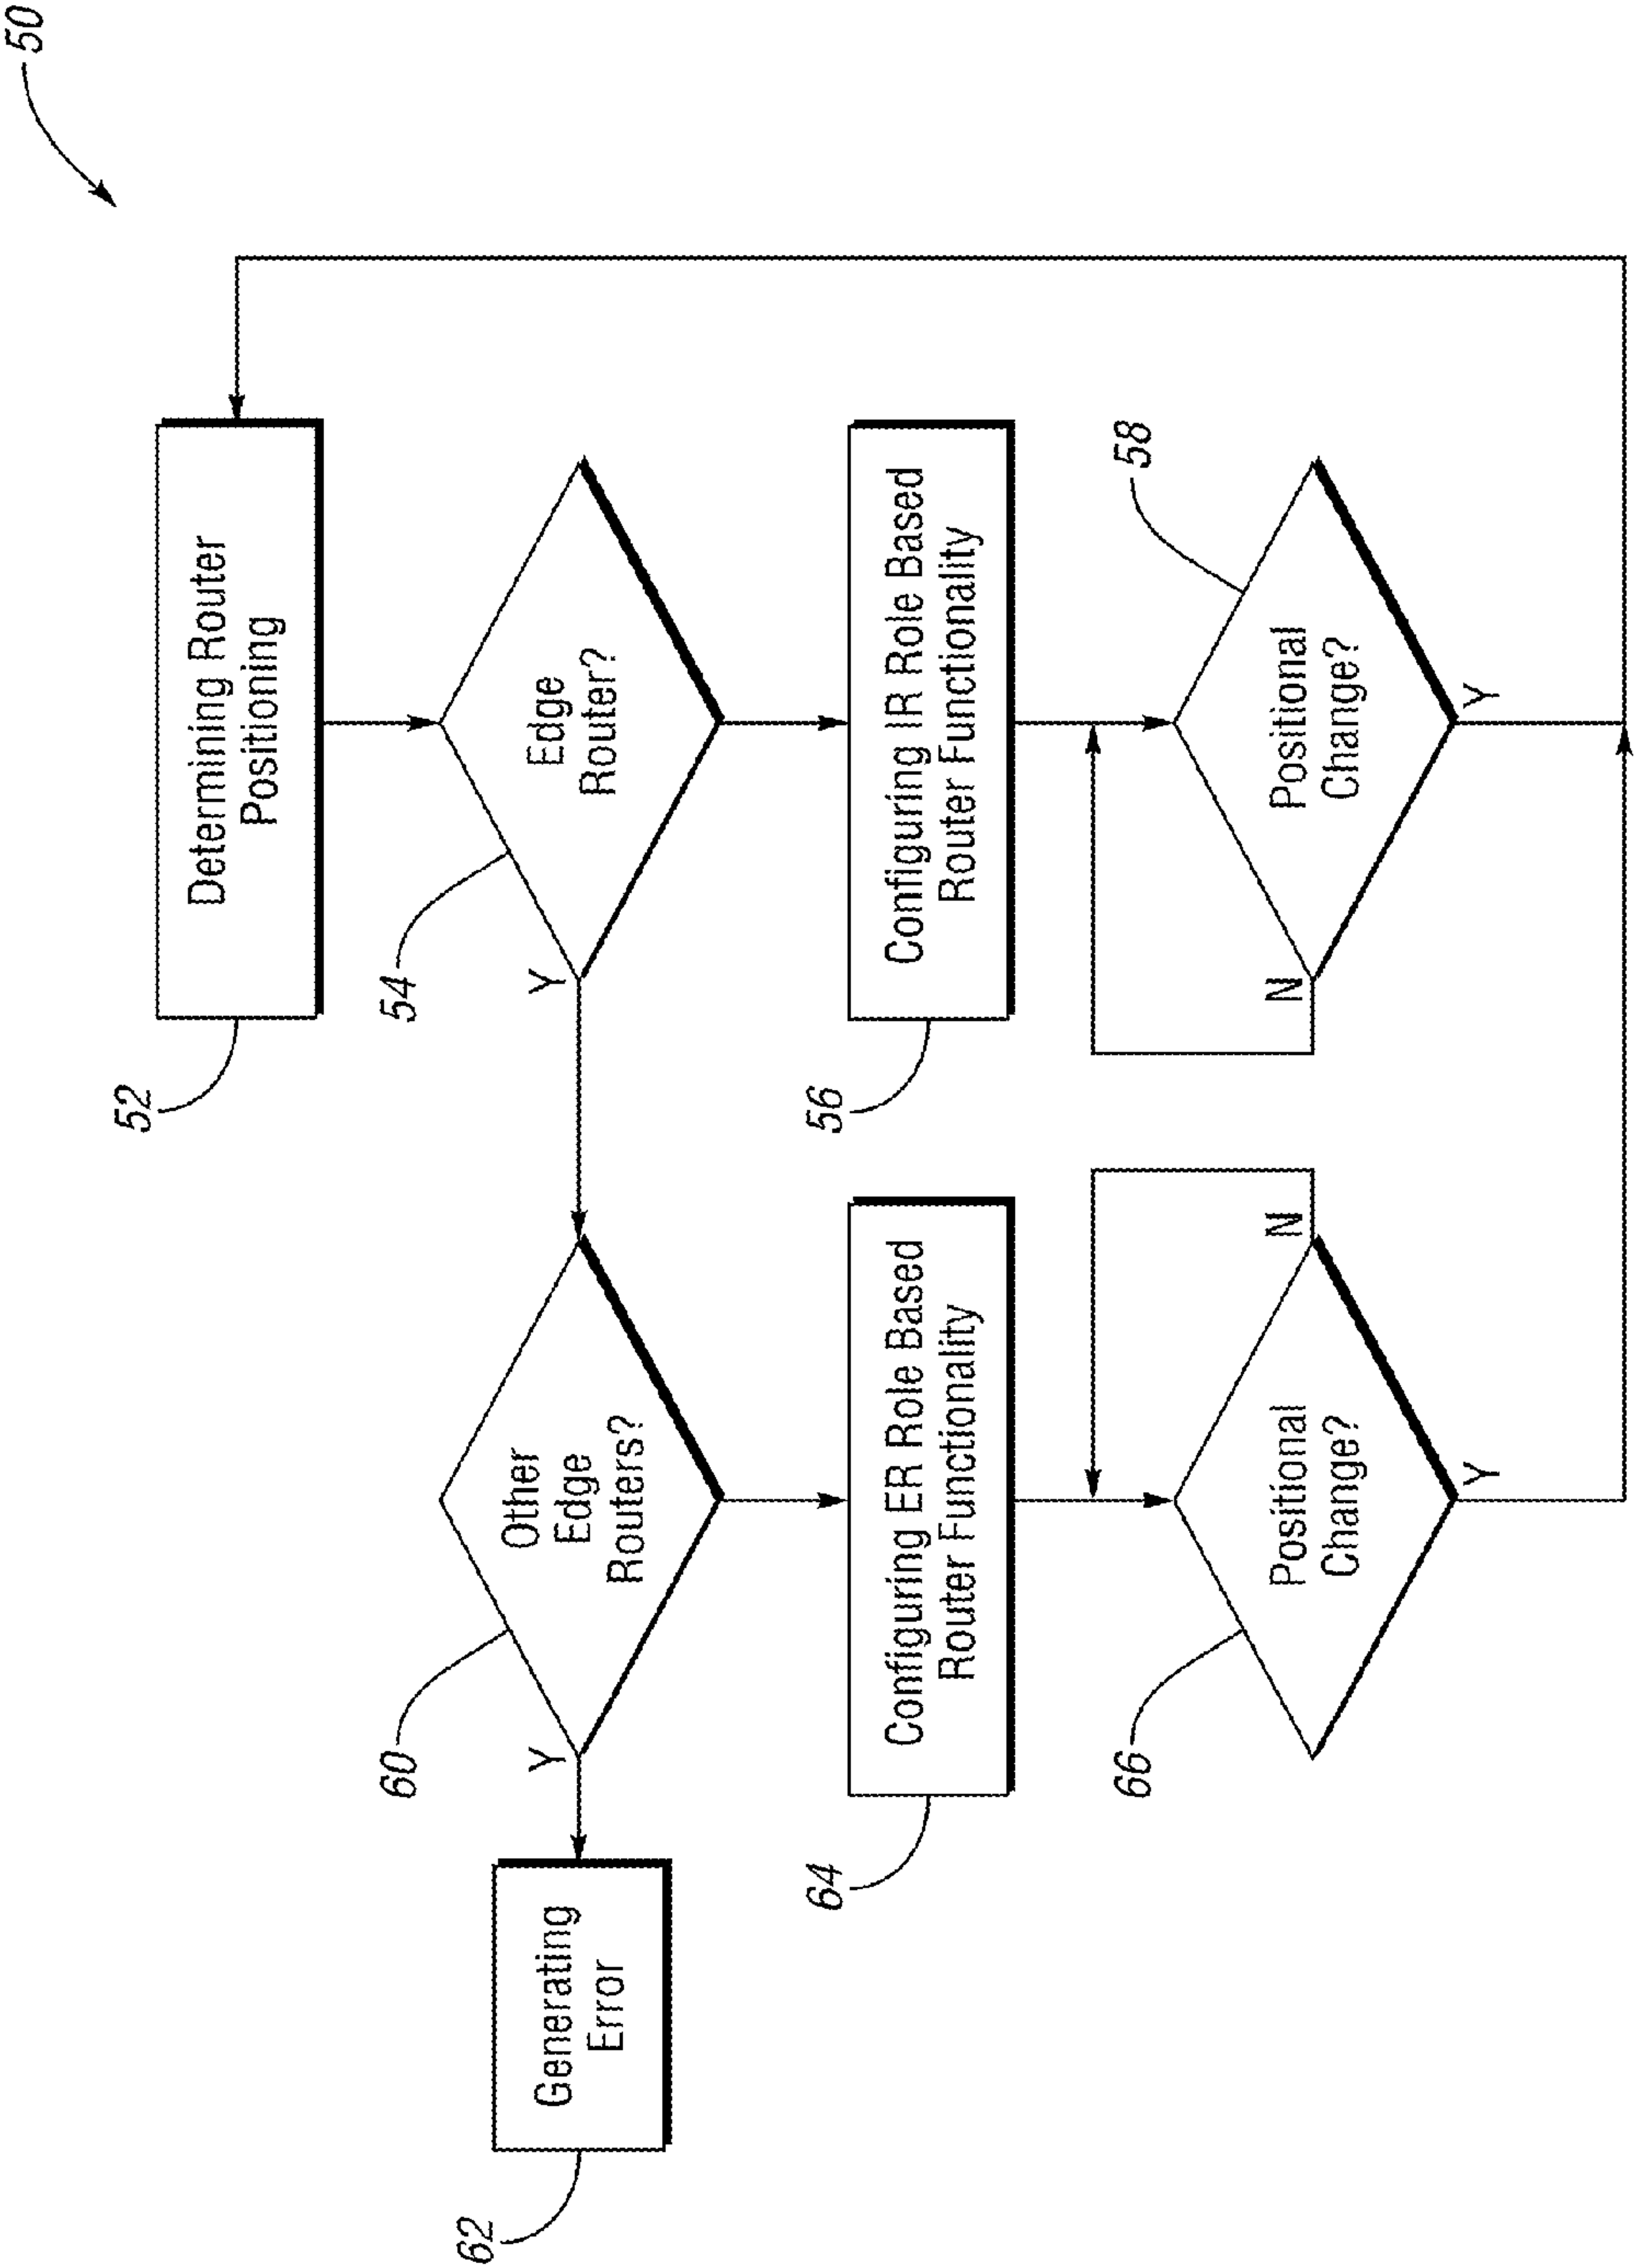 50
Determining Router
Positioning
52
Edge
Router?
54
Y
Other
Edge
Routers?
60
Y
Generating
Error
62
Configuring IR Role Based
Router Functionality
56
Configuring ER Role Based
Router Functionality
64
Positional
Change?
58
N
Y
Positional
Change?
66
N
Y